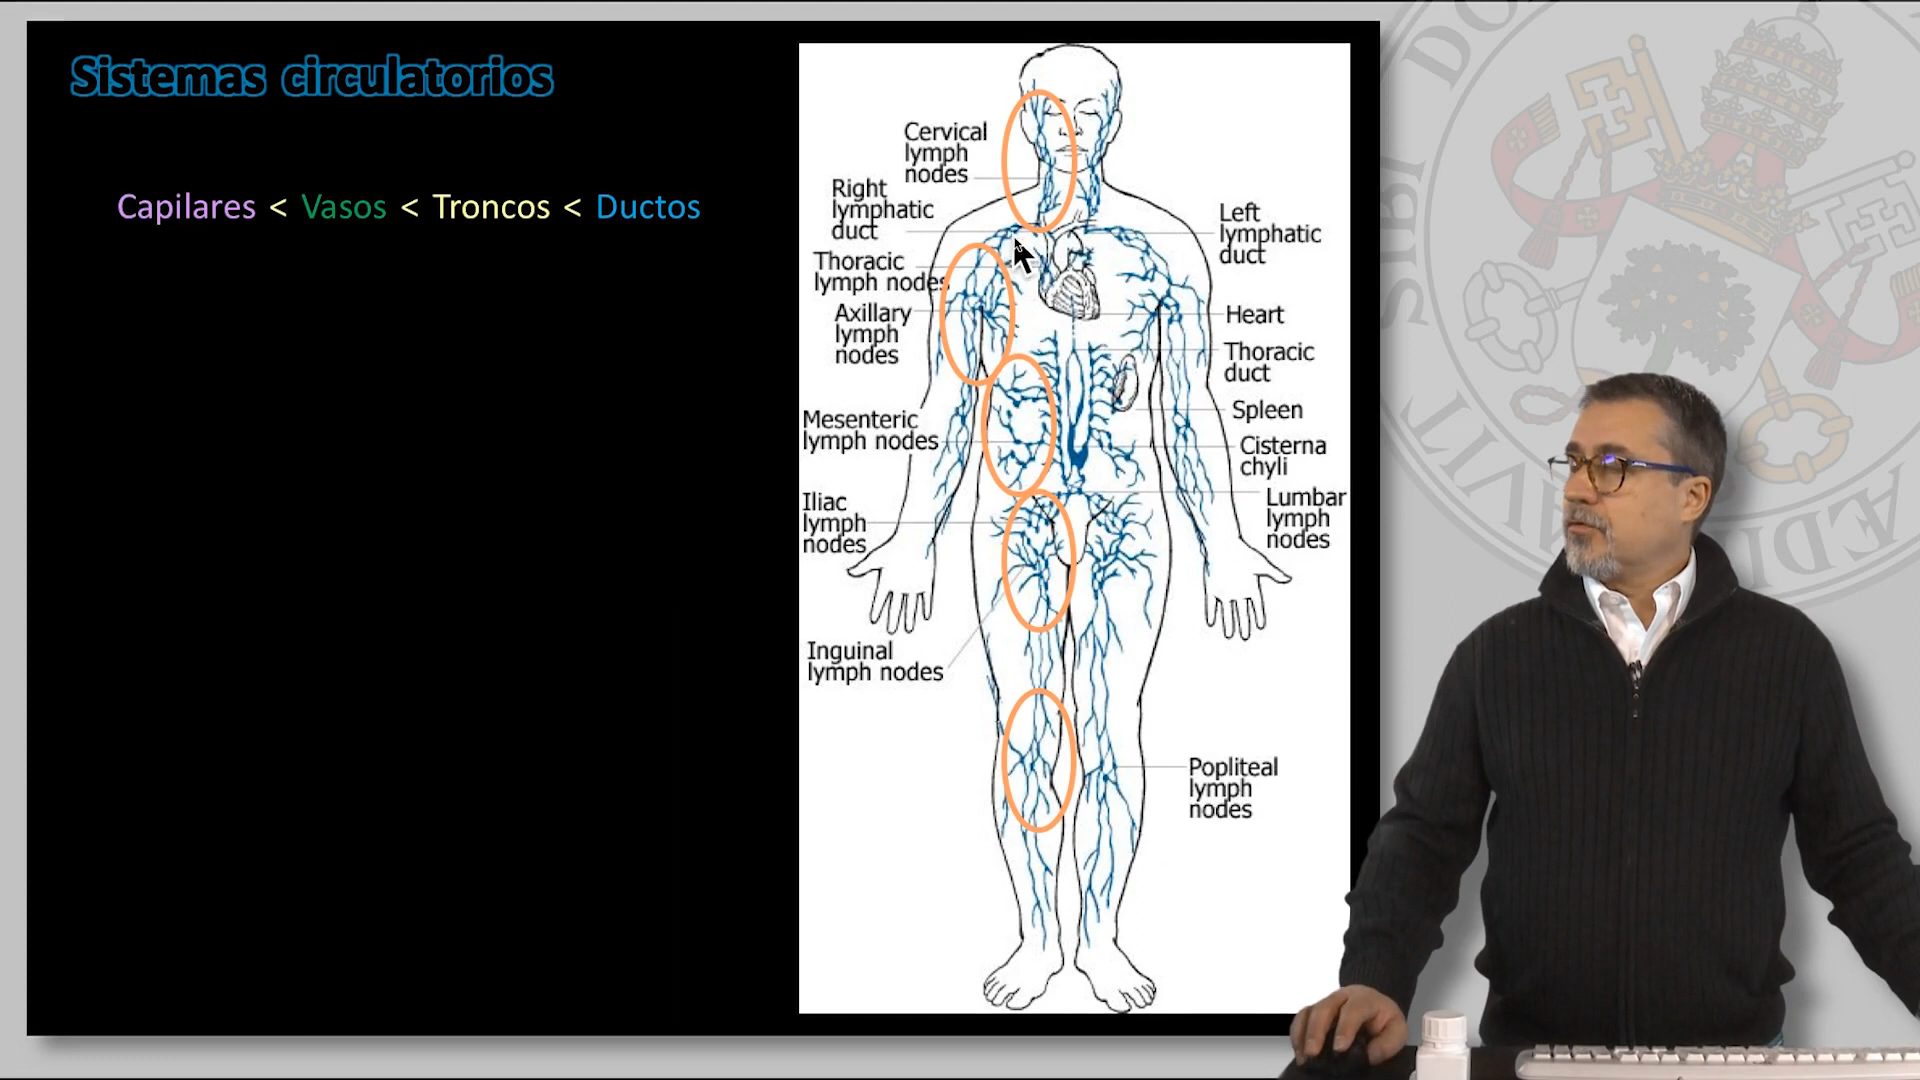 Sistemas circulatorios
Capilares < Vasos < Troncos < Ductos
Cervical
lymph
nodes
Right
lymphatic
duct
Thoracic
lymph nodes
Axillary
lymph
nodes
Mesenteric
lymph nodes
Iliac
lymph
nodes
Inguinal
lymph nodes
Left
lymphatic
duct
Heart
Thoracic
duct
Spleen
Cisterna
chyli
Lumbar
lymph
nodes
Popliteal
lymph
nodes
SIBI